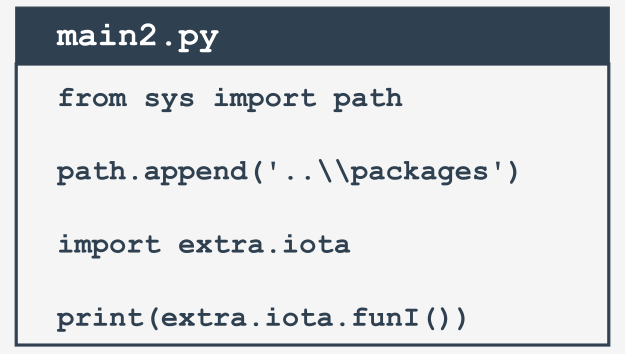 main2.py
from sys import path
path.append('..\\packages')
import extra.iota
print(extra.iota.funI())